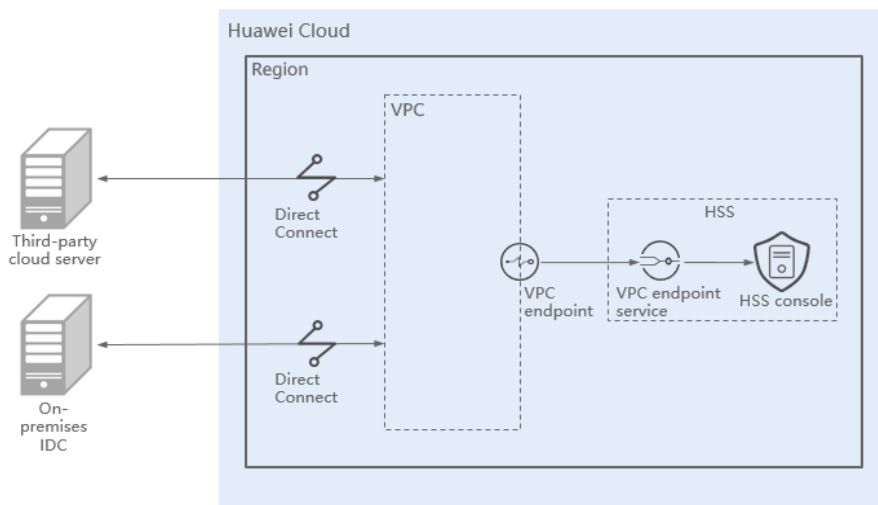 Huawei Cloud
Region
VPC
Third-party
cloud server
Direct
Connect
HSS
VPC
endpoint
VPC endpoint
service
HSS console
Direct
Connect
On-
premises
IDC